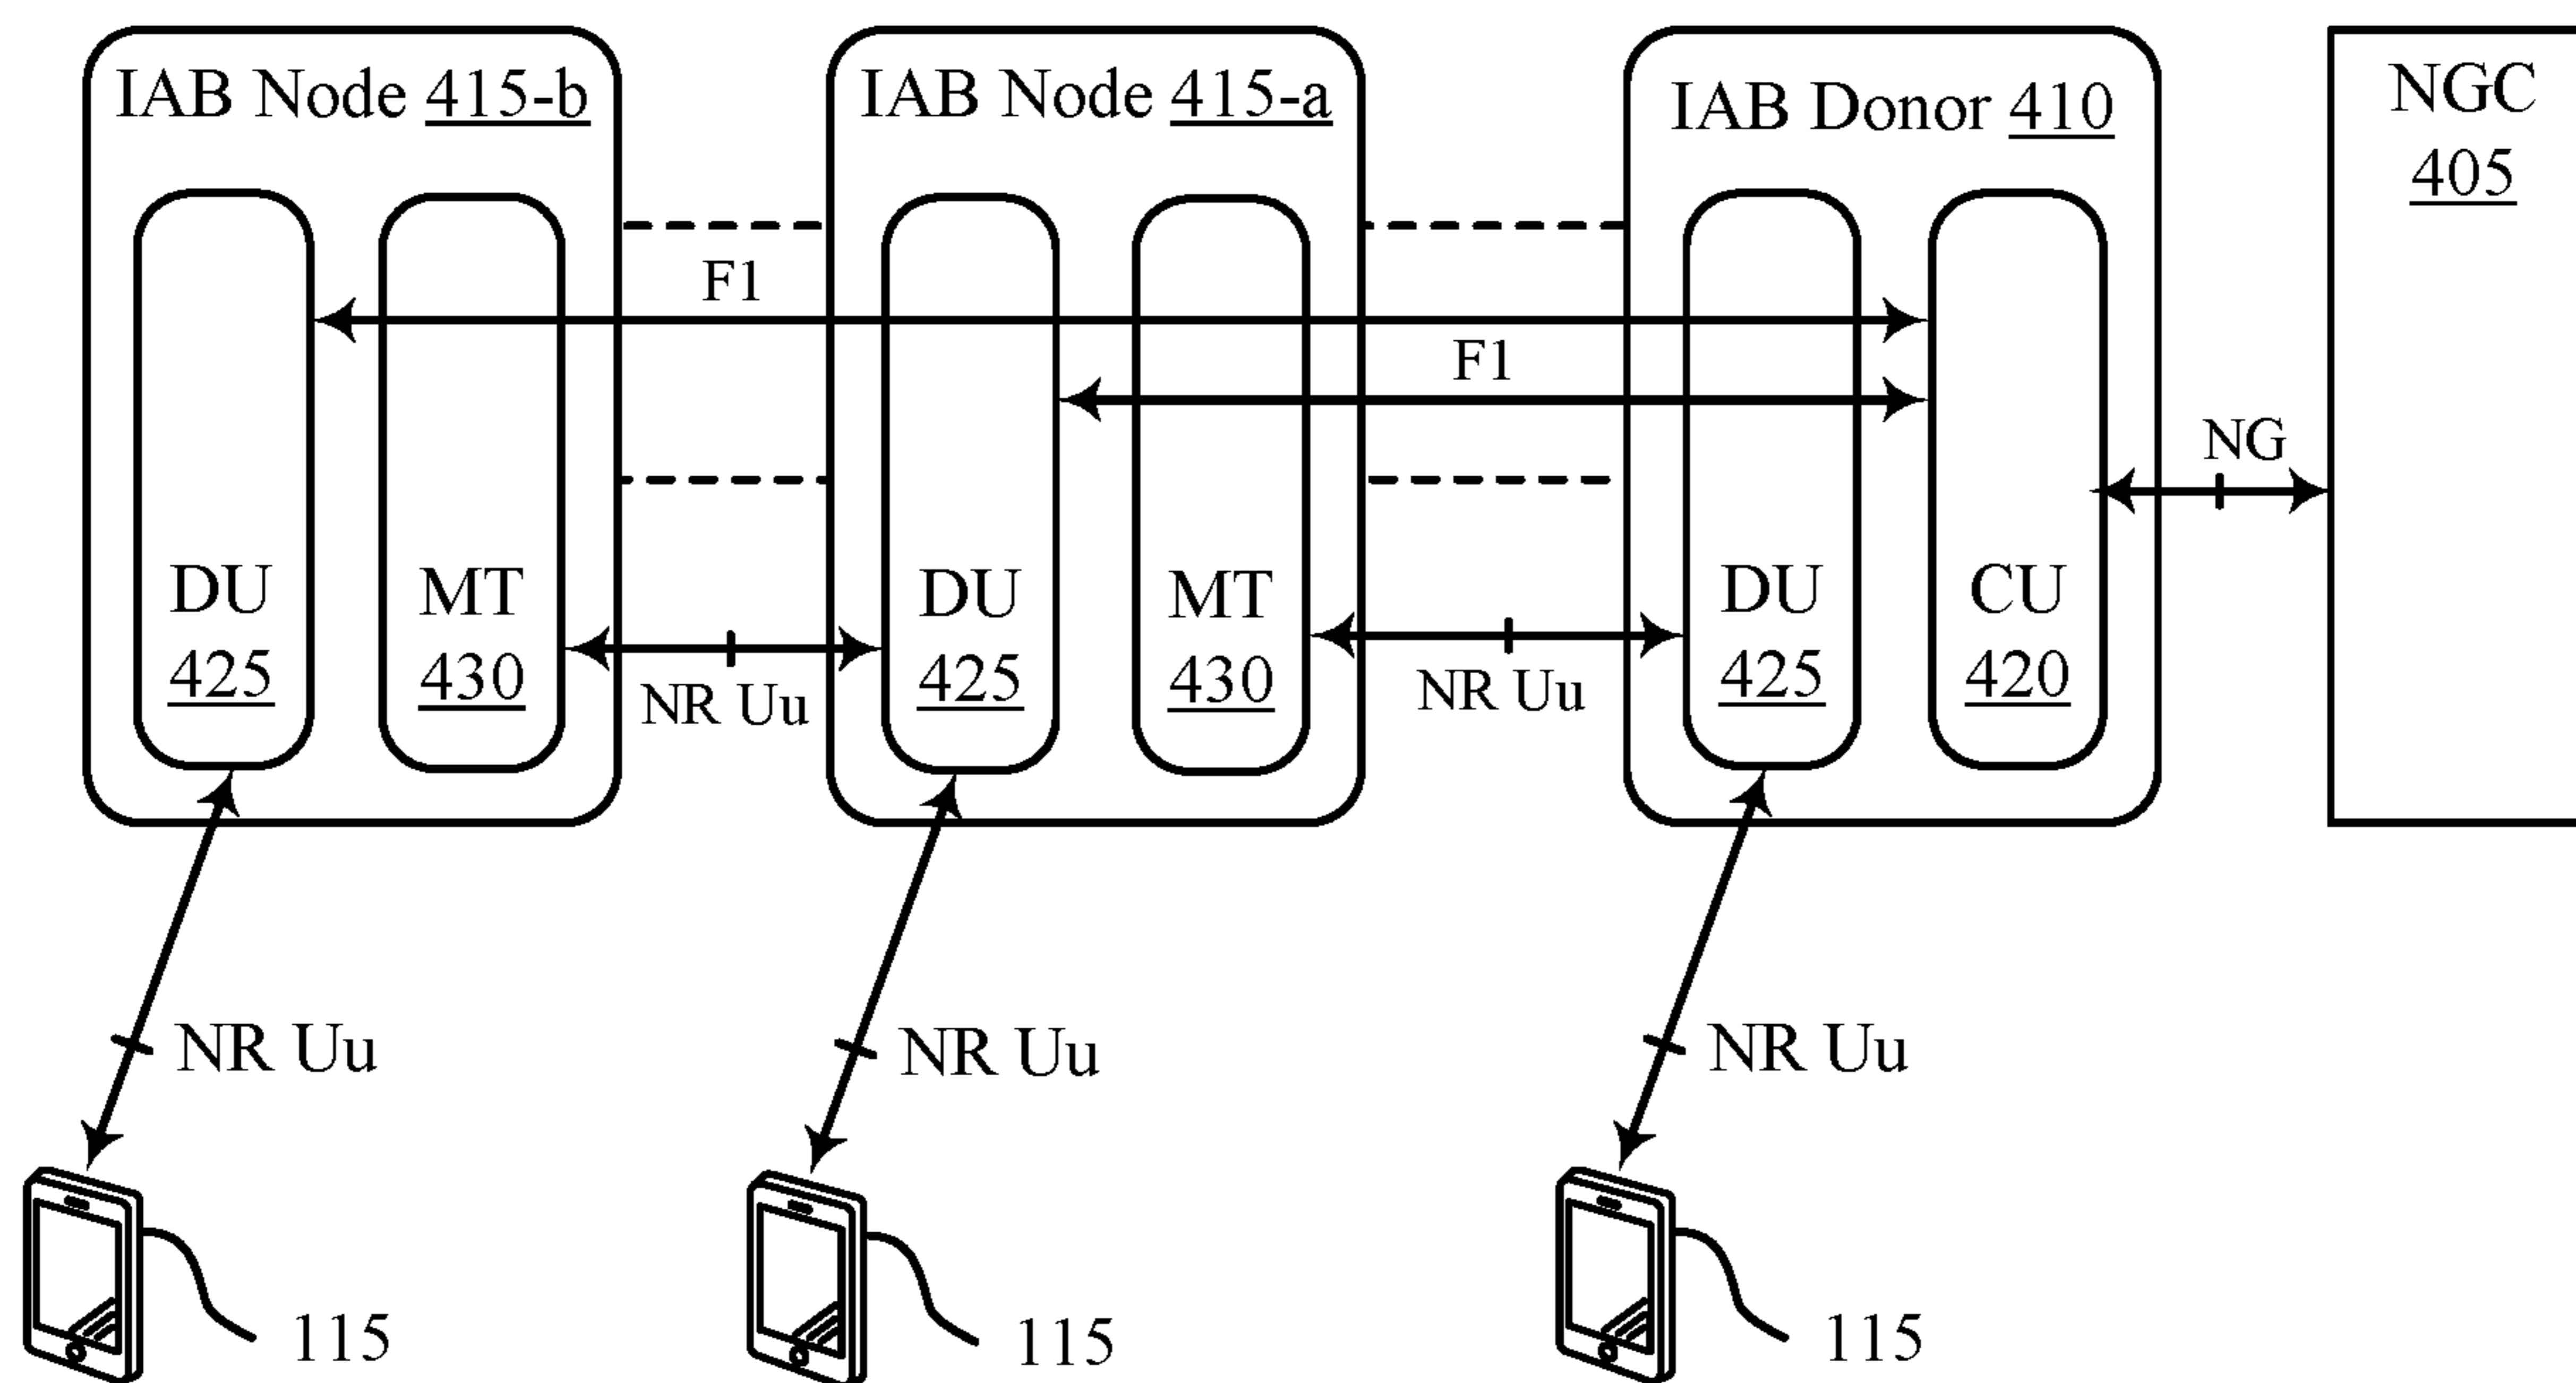 IAB Node 415-b
IAB Node 415-a
IAB Donor 410
NGC
405
F1
F1
NG
DU
425
MT
430
DU
425
MT
430
DU
425
CU
420
NR Uu
NR Uu
NR Uu
NR Uu
NR Uu
115
115
115